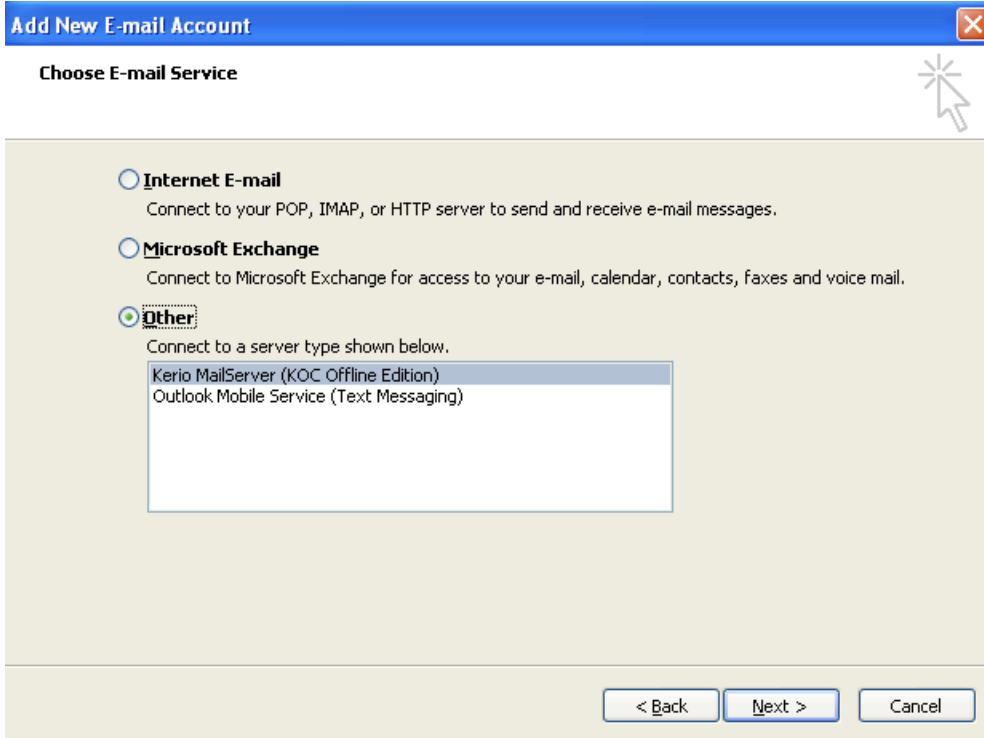 Add New E-mail Account
Choose E-mail Service
Internet E-mail
Connect to your POP, IMAP, or HTTP server to send and receive e-mail messages.
Microsoft Exchange
Connect to Microsoft Exchange for access to your e-mail, calendar, contacts, faxes and voice mail.
Other
Connect to a server type shown below.
Kerio MailServer (KOC Offline Edition)
Outlook Mobile Service (Text Messaging)
< Back Next > Cancel